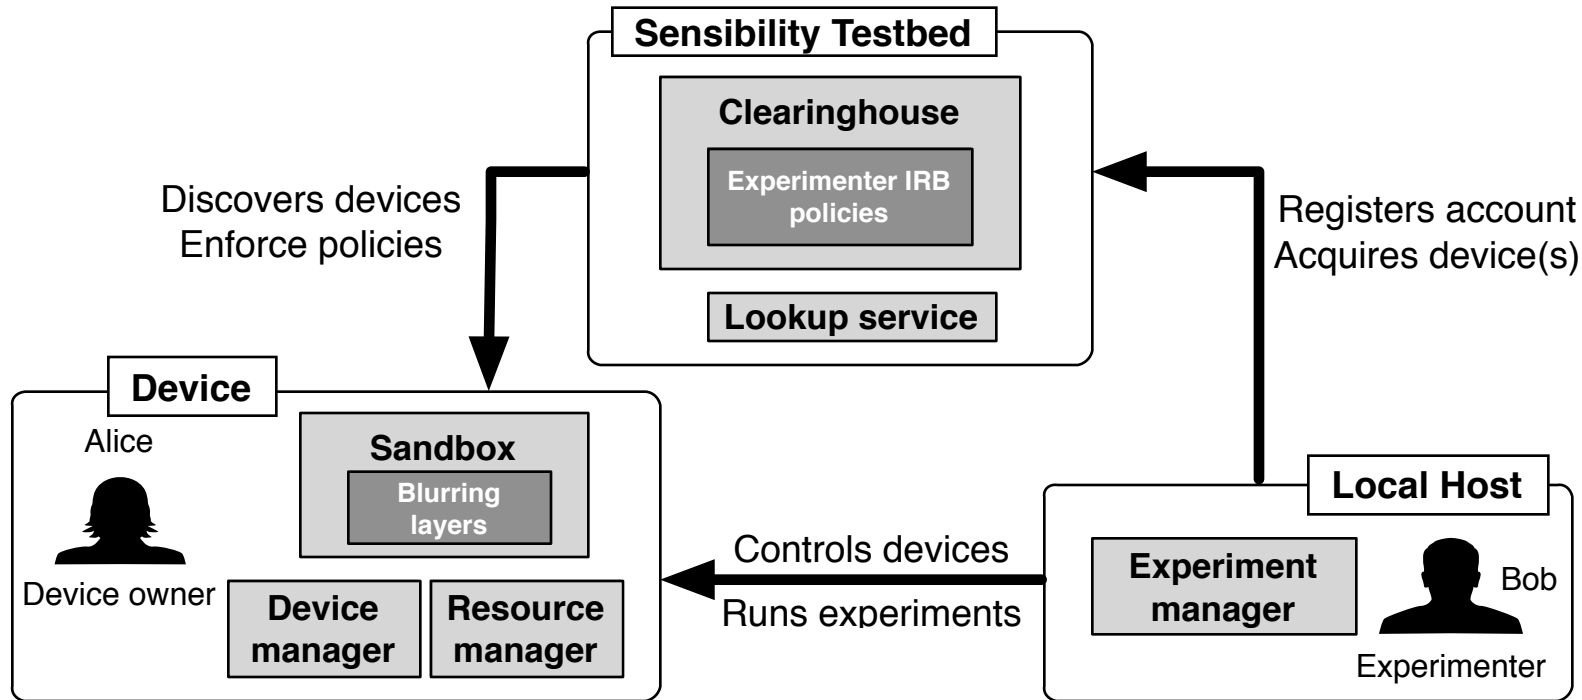 Sensibility Testbed
Clearinghouse
Experimenter IRB
policies
Lookup service
Discovers devices
Enforce policies
Registers account
Acquires device(s)
Device
Alice
Device owner
Sandbox
Blurring
layers
Device
manager
Resource
manager
Controls devices
Runs experiments
Local Host
Experiment
manager
Bob
Experimenter